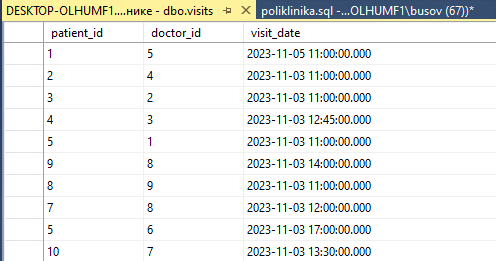 DESKTOP-OLHUMF1....нике - dbo.visits poliklinika.sql -...OLHUMF1\busov (67))*
patient_id doctor_id visit_date
1 5 2023-11-05 11:00:00.000
2 4 2023-11-03 11:00:00.000
3 2 2023-11-03 11:00:00.000
4 3 2023-11-03 12:45:00.000
5 1 2023-11-03 11:00:00.000
9 8 2023-11-03 14:00:00.000
8 9 2023-11-03 11:00:00.000
7 8 2023-11-03 12:00:00.000
5 6 2023-11-03 17:00:00.000
10 7 2023-11-03 13:30:00.000